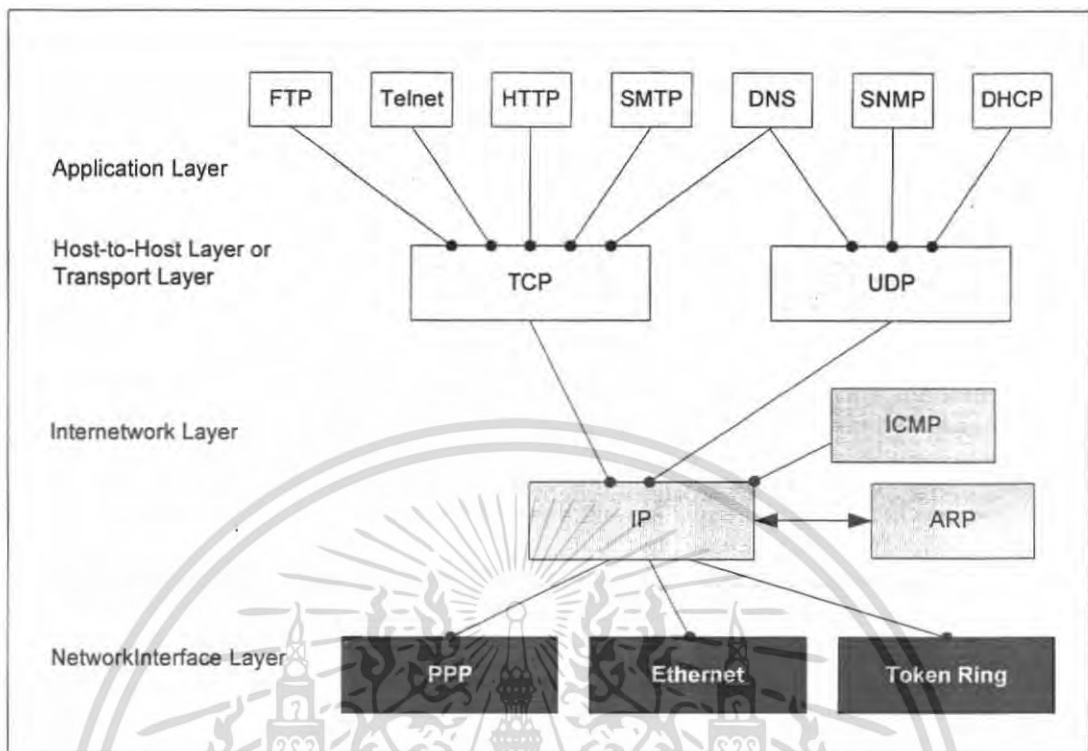 FTP Telnet HTTP SMTP DNS SNMP DHCP
Application Layer
Host-to-Host Layer or
Transport Layer
TCP UDP
Internetwork Layer
ICMP
IP ARP
NetworkInterface Layer
PPP Ethernet Token Ring